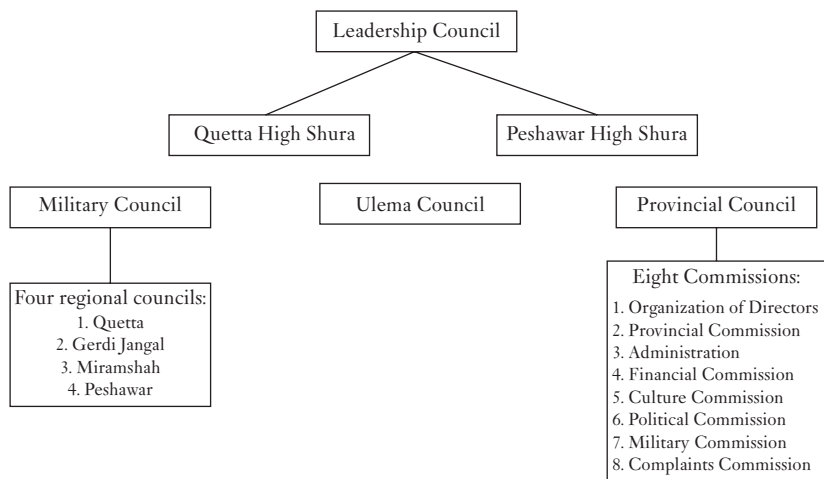 Leadership Council
Quetta High Shura
Peshawar High Shura
Military Council
Ulema Council
Provincial Council
Four regional councils:
1. Quetta
2. Gerdi Jangal
3. Miramshah
4. Peshawar
Eight Commissions:
1. Organization of Directors
2. Provincial Commission
3. Administration
4. Financial Commission
5. Culture Commission
6. Political Commission
7. Military Commission
8. Complaints Commission